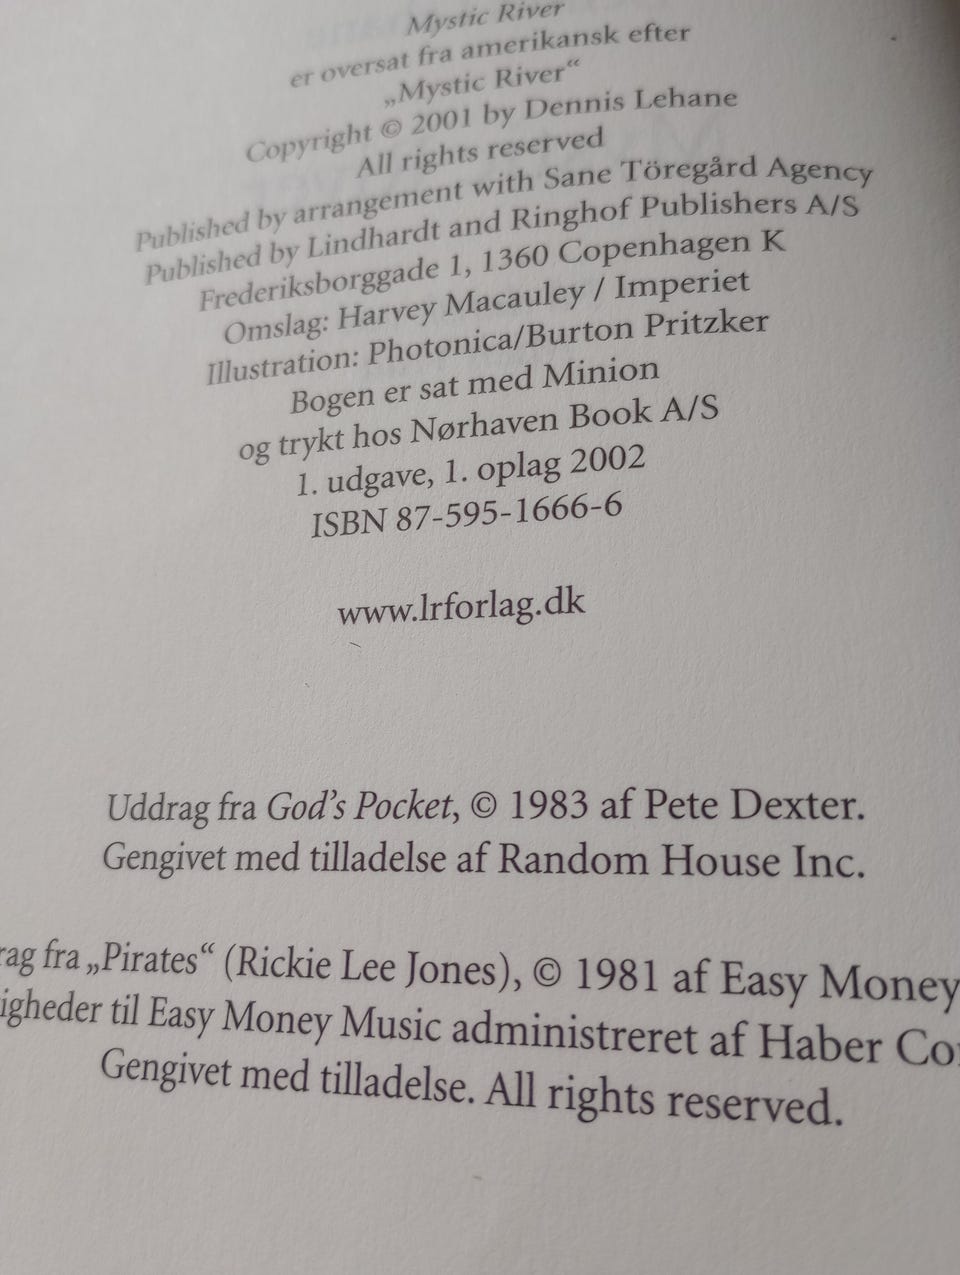 Mystic River
er oversat fra amerikansk efter
„Mystic River“
Copyright © 2001 by Dennis Lehane
All rights reserved
Published by arrangement with Sane Töregård Agency
Published by Lindhardt and Ringhof Publishers A/S
Frederiksborggade 1, 1360 Copenhagen K
Omslag: Harvey Macauley / Imperiet
Illustration: Photonica/Burton Pritzker
Bogen er sat med Minion
og trykt hos Nørhaven Book A/S
1. udgave, 1. oplag 2002
ISBN 87-595-1666-6
www.lrforlag.dk
Uddrag fra God's Pocket, © 1983 af Pete Dexter.
Gengivet med tilladelse af Random House Inc.
fra „Pirates“ (Rickie Lee Jones), © 1981 af Easy Money
til Easy Money Music administreret af Haber
Gengivet med tilladelse. All rights reserved.